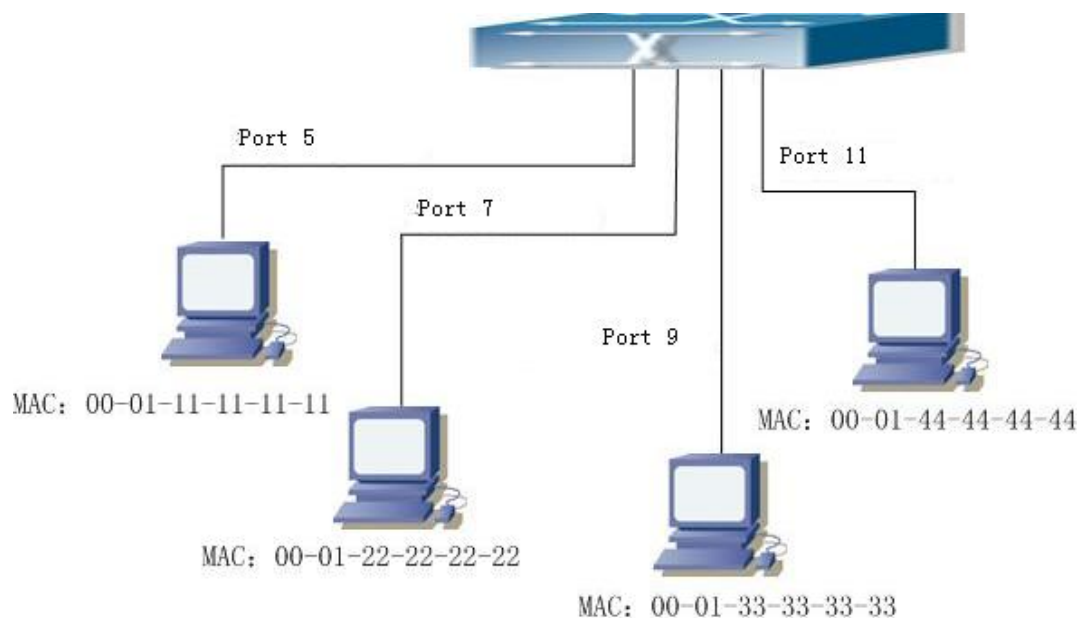 Port 5
Port 11
Port 7
Port 9
MAC: 00-01-11-11-11-11
MAC: 00-01-44-44-44-44
MAC: 00-01-22-22-22-22
MAC: 00-01-33-33-33-33